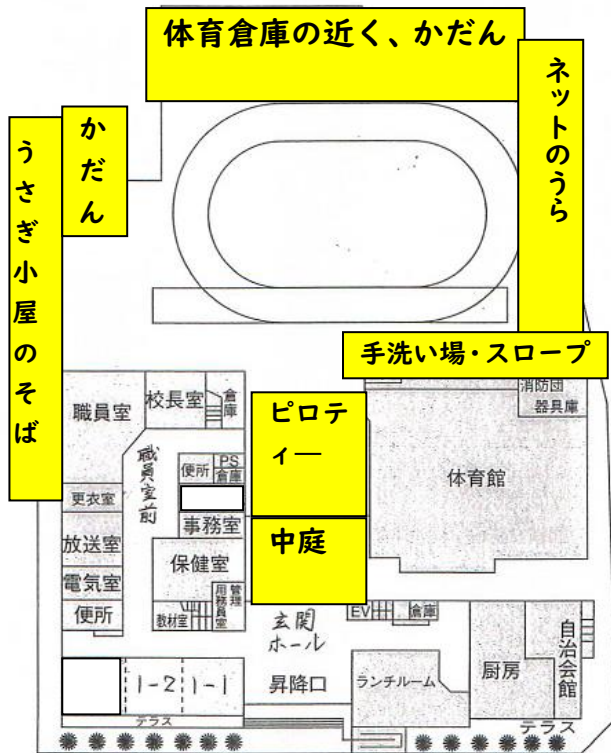 体育倉庫の近く、かだん
ネットのうら
かだん
うさぎ小屋のそば
手洗い場・スロープ
消防団
器具庫
職員室
校長室
倉庫
ピロテ
ィー
体育館
職員室前
便所
PS
倉庫
更衣室
事務室
放送室
中庭
保健室
電気室
管理
用務員室
便所
教材室
玄関
ホール
EV
倉庫
厨房
自治会館
1-2
1-1
昇降口
ランチルーム
テラス
テラス